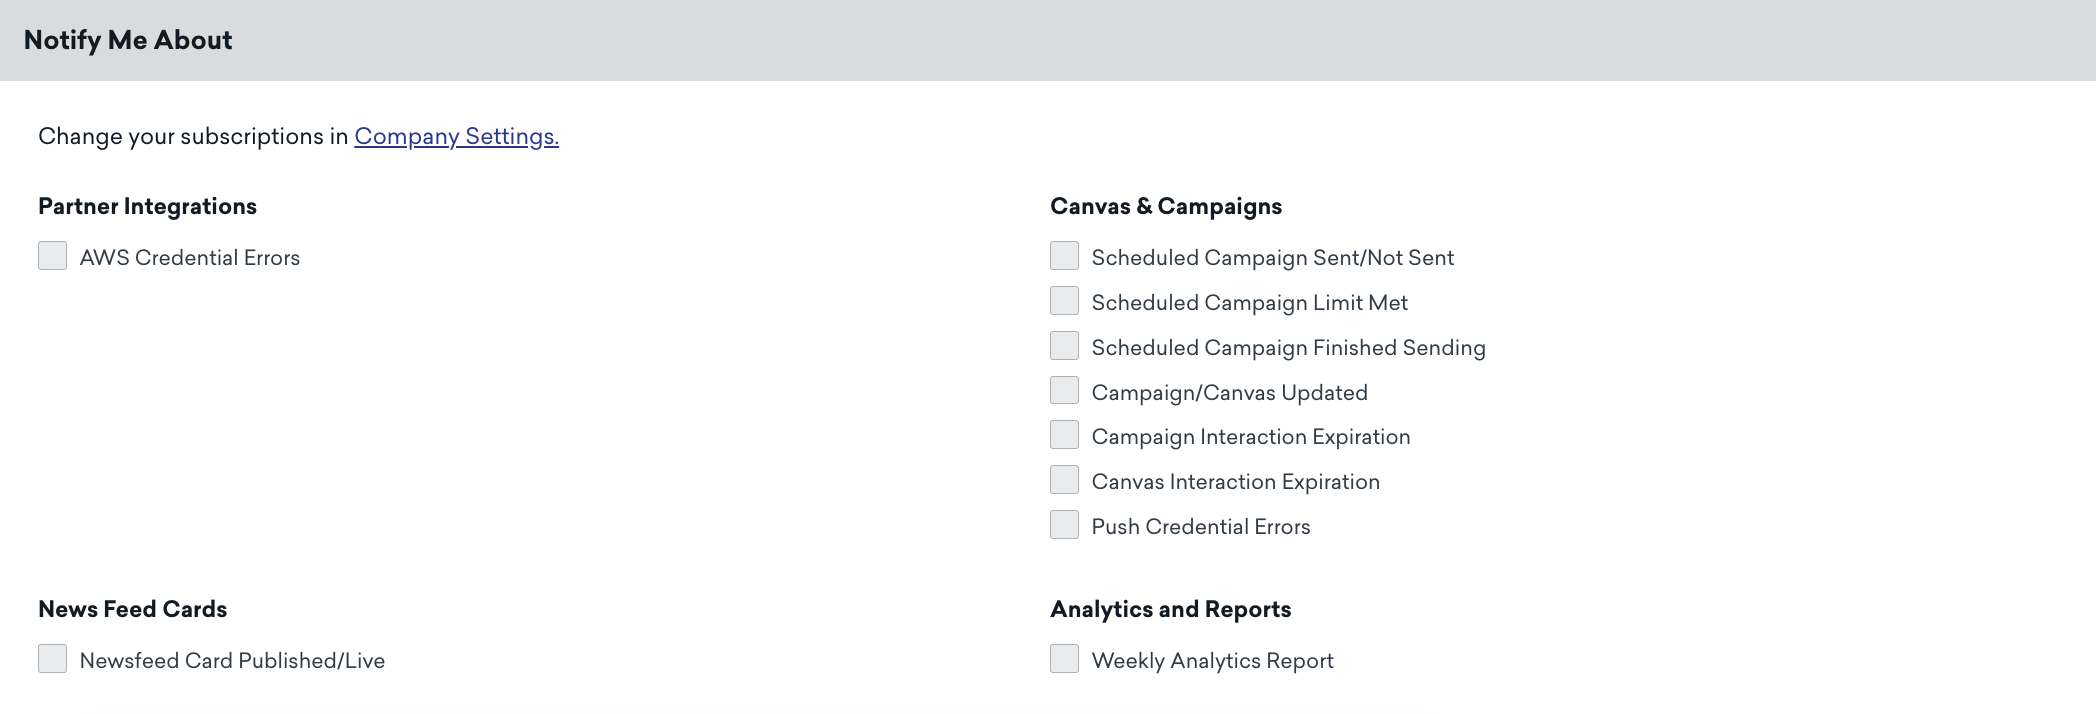 Notify Me About
Change your subscriptions in Company Settings.
Partner Integrations
AWS Credential Errors
Canvas & Campaigns
Scheduled Campaign Sent/Not Sent
Scheduled Campaign Limit Met
Scheduled Campaign Finished Sending
Campaign/Canvas Updated
Campaign Interaction Expiration
Canvas Interaction Expiration
Push Credential Errors
News Feed Cards
Newsfeed Card Published/Live
Analytics and Reports
Weekly Analytics Report